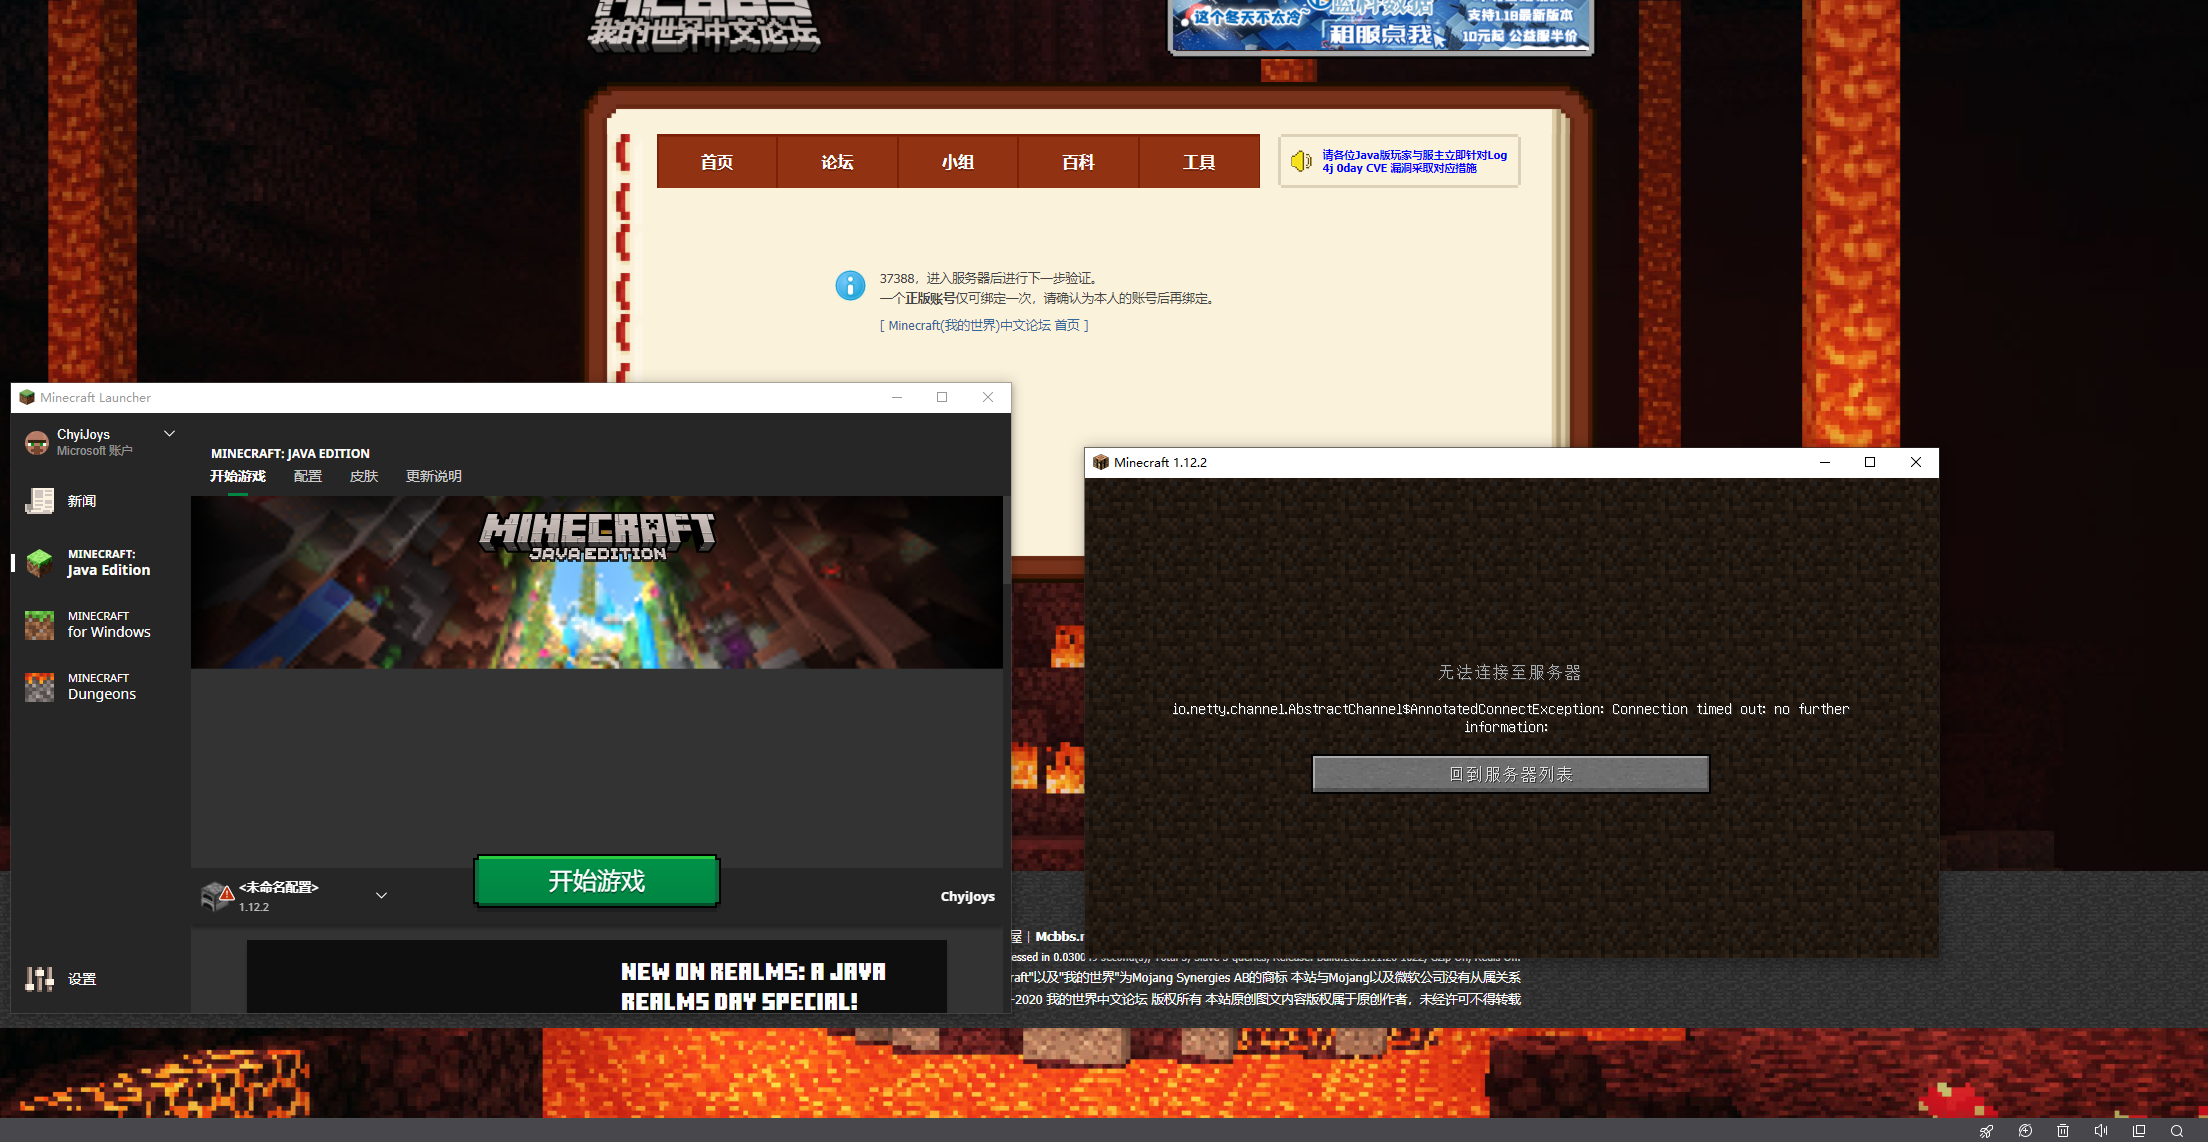 MCBBS
我的世界中文论坛
这个冬天不太冷~
蓝科数据
租服点我
支持1.18最新版本
10元起 公益服半价
首页
论坛
小组
百科
工具
请各位Java版玩家与服主立即针对Log
4j 0day CVE 漏洞采取对应措施
37388，进入服务器后进行下一步验证。
一个正版账号仅可绑定一次，请确认为本人的账号后再绑定。
[ Minecraft(我的世界)中文论坛 首页 ]
Minecraft Launcher
ChyiJoys
Microsoft 账户
新闻
MINECRAFT:
Java Edition
MINECRAFT
for Windows
MINECRAFT
Dungeons
设置
MINECRAFT: JAVA EDITION
开始游戏
配置
皮肤
更新说明
MINECRAFT
JAVA EDITION
<未命名配置>
1.12.2
开始游戏
ChyiJoys
NEW ON REALMS: A JAVA
REALMS DAY SPECIAL!
Minecraft 1.12.2
无法连接至服务器
io.netty.channel.AbstractChannel$AnnotatedConnectException: Connection timed out: no further
information:
回到服务器列表
屋 | Mcbbs.r
essed in 0.0300
raft"以及"我的世界"为Mojang Synergies AB的商标 本站与Mojang以及微软公司没有从属关系
-2020 我的世界中文论坛 版权所有 本站原创图文内容版权属于原创作者，未经许可不得转载